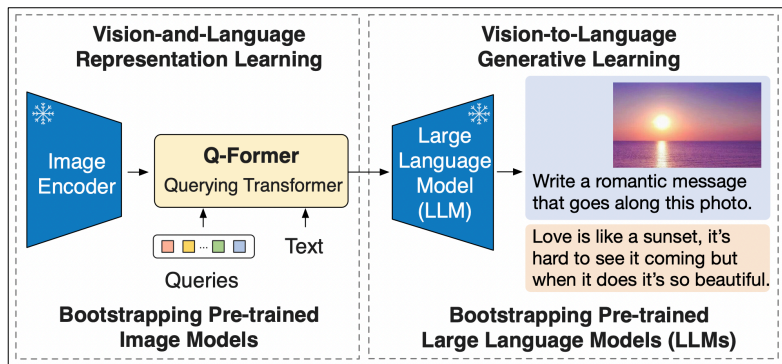 Vision-and-Language
Representation Learning
Image
Encoder
Q-Former
Querying Transformer
...
Queries
Text
Bootstrapping Pre-trained
Image Models
Vision-to-Language
Generative Learning
Large
Language
Model
(LLM)
Write a romantic message
that goes along this photo.
Love is like a sunset, it's
hard to see it coming but
when it does it's so beautiful.
Bootstrapping Pre-trained
Large Language Models (LLMs)